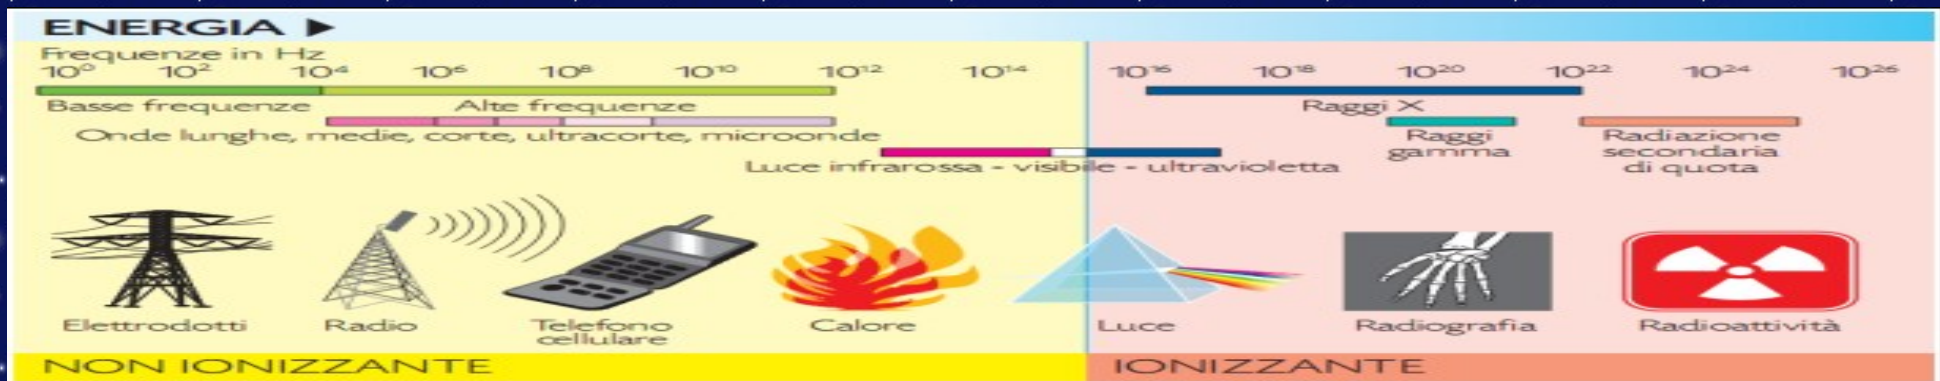 ENERGIA ►
Frequenze in Hz
10⁰ 10² 10⁴ 10⁶ 10⁸ 10¹⁰ 10¹² 10¹⁴ 10¹⁶ 10¹⁸ 10²⁰ 10²² 10²⁴ 10²⁶
Basse frequenze Alte frequenze Raggi X
Onde lunghe, medie, corte, ultracorte, microonde
Raggi
gamma
Radiazione
secondaria
di quota
Luce infrarossa - visibile - ultravioletta
Elettrodotti
Radio
Telefono
cellulare
Calore
Luce
Radiografia
Radioattività
NON IONIZZANTE
IONIZZANTE